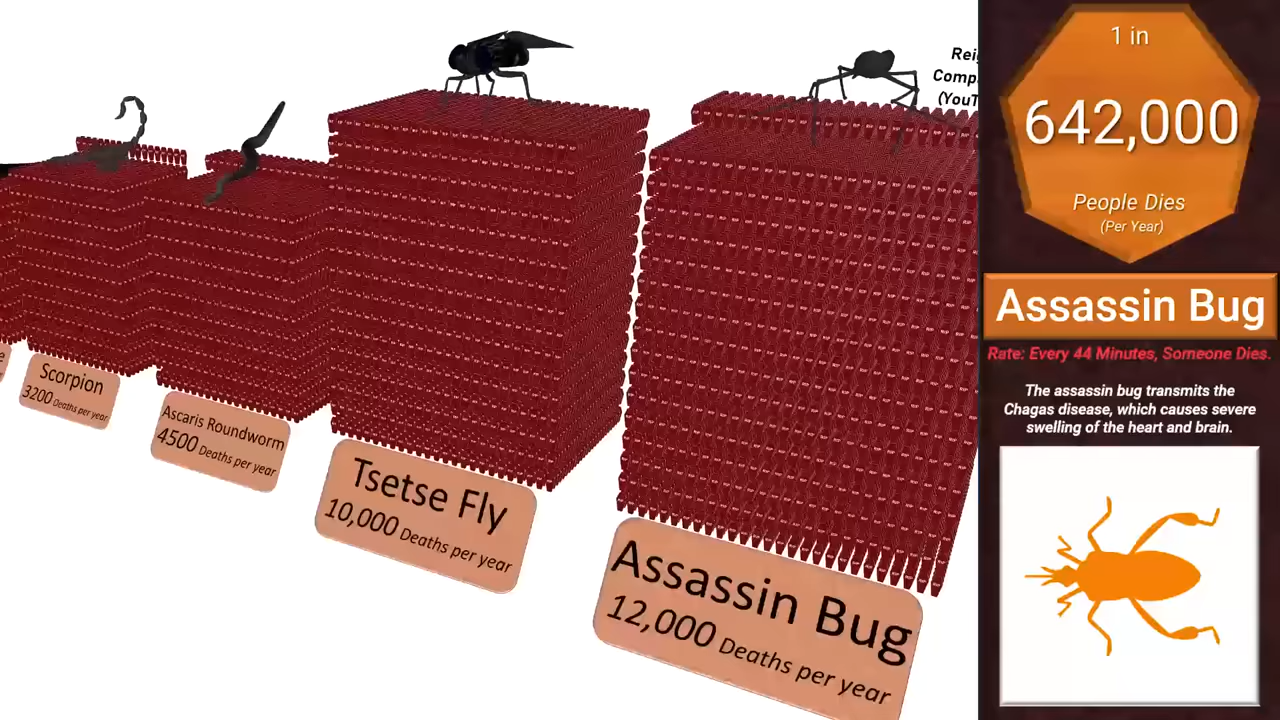 Scorpion
3200 Deaths per year
Ascaris Roundworm
4500 Deaths per year
Tsetse Fly
10,000 Deaths per year
Assassin Bug
12,000 Deaths per year
1 in
642,000
People Dies
(Per Year)
Assassin Bug
Rate: Every 44 Minutes, Someone Dies.
The assassin bug transmits the
Chagas disease, which causes severe
swelling of the heart and brain.